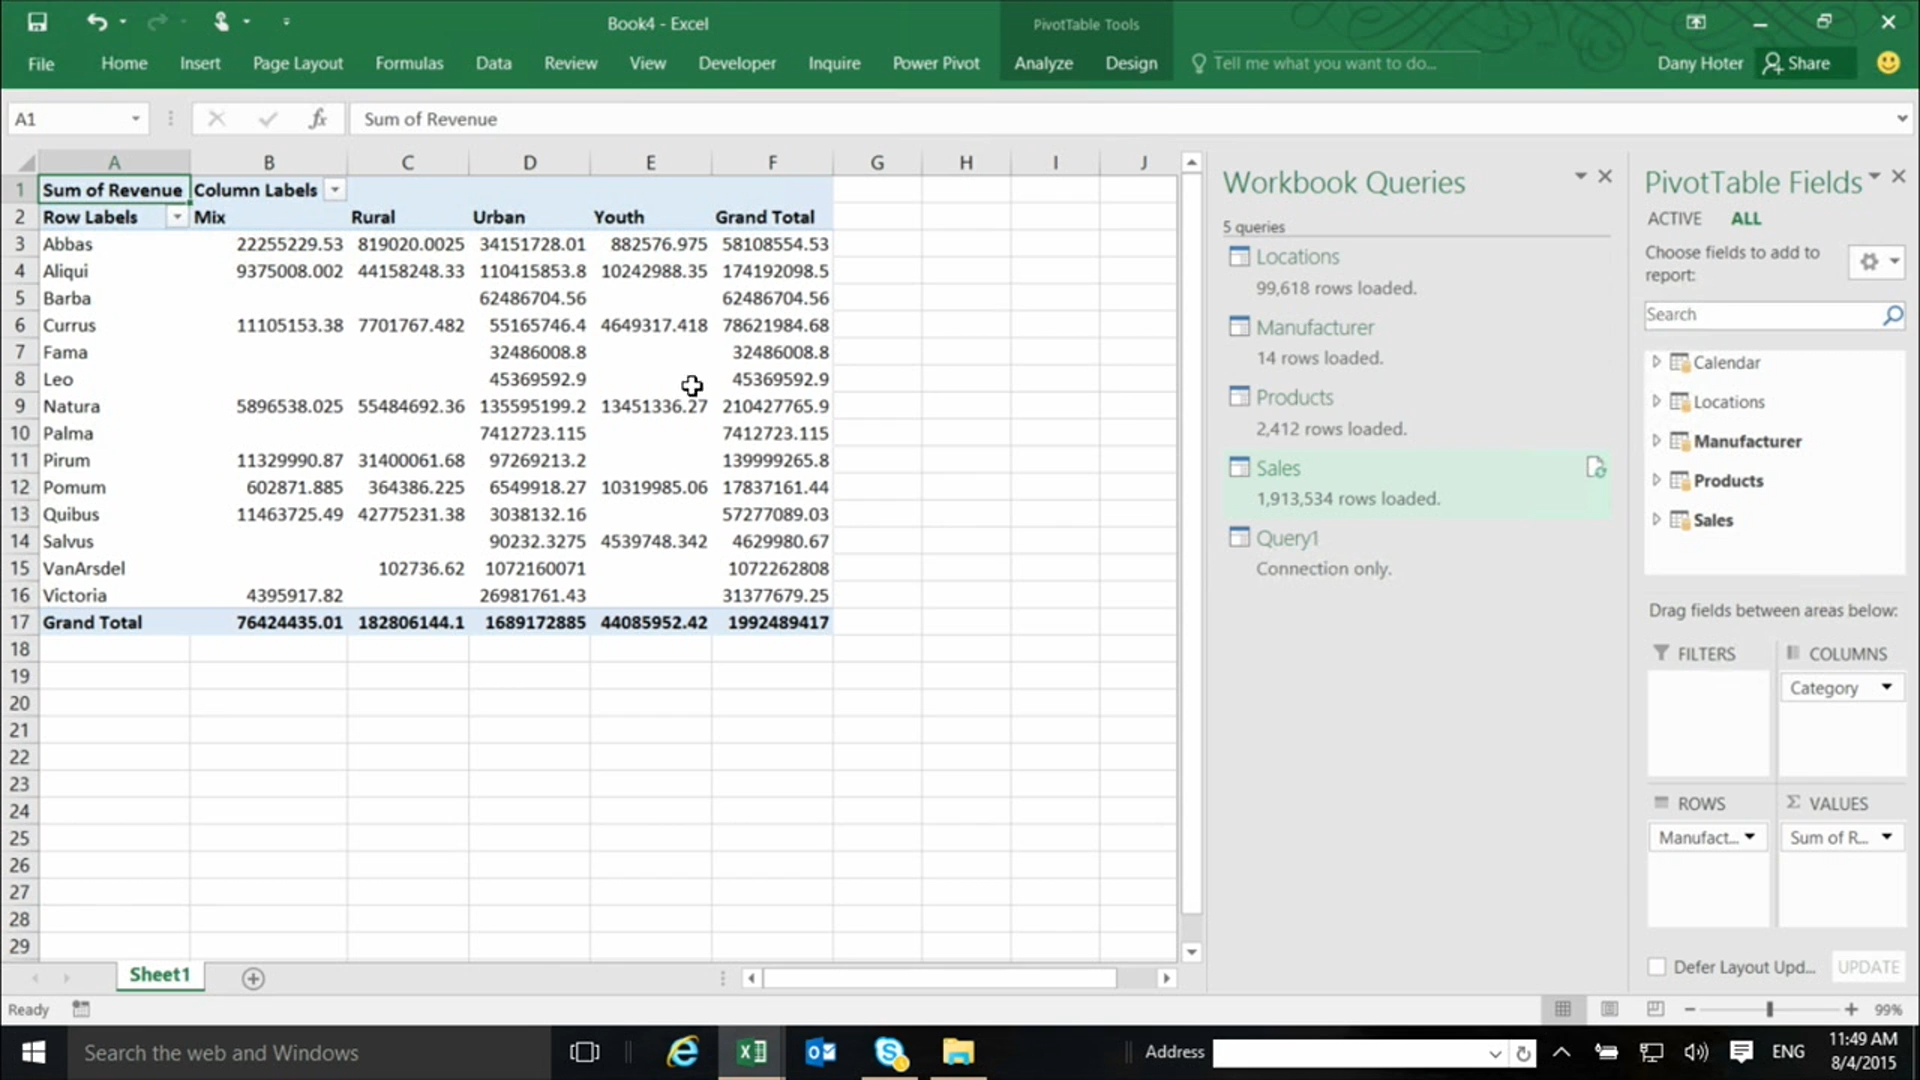 Book4 - Excel
PivotTable Tools
File Home Insert Page Layout Formulas Data Review View Developer Inquire Power Pivot Analyze Design Tell me what you want to do... Dany Hoter Share
A1 fx Sum of Revenue
A B C D E F G H I J
1 Sum of Revenue Column Labels
2 Row Labels Mix Rural Urban Youth Grand Total
3 Abbas 22255229.53 819020.0025 34151728.01 882576.975 58108554.53
4 Aliqui 9375008.002 44158248.33 110415853.8 10242988.35 174192098.5
5 Barba 62486704.56 62486704.56
6 Currus 11105153.38 7701767.482 55165746.4 4649317.418 78621984.68
7 Fama 32486008.8 32486008.8
8 Leo 45369592.9 45369592.9
9 Natura 5896538.025 55484692.36 135595199.2 13451336.27 210427765.9
10 Palma 7412723.115 7412723.115
11 Pirum 11329990.87 31400061.68 97269213.2 139999265.8
12 Pomum 602871.885 364386.225 6549918.27 10319985.06 17837161.44
13 Quibus 11463725.49 42775231.38 3038132.16 57277089.03
14 Salvus 90232.3275 4539748.342 4629980.67
15 VanArsdel 102736.62 1072160071 1072262808
16 Victoria 4395917.82 26981761.43 31377679.25
17 Grand Total 76424435.01 182806144.1 1689172885 44085952.42 1992489417
18
19
20
21
22
23
24
25
26
27
28
29
Sheet1
Ready
99%
Workbook Queries
5 queries
Locations
99,618 rows loaded.
Manufacturer
14 rows loaded.
Products
2,412 rows loaded.
Sales
1,913,534 rows loaded.
Query1
Connection only.
PivotTable Fields
ACTIVE ALL
Choose fields to add to
report:
Search
Calendar
Locations
Manufacturer
Products
Sales
Drag fields between areas below:
FILTERS COLUMNS
Category
ROWS Σ VALUES
Manufact... Sum of R...
Defer Layout Upd... UPDATE
Search the web and Windows Address ENG 11:49 AM
8/4/2015